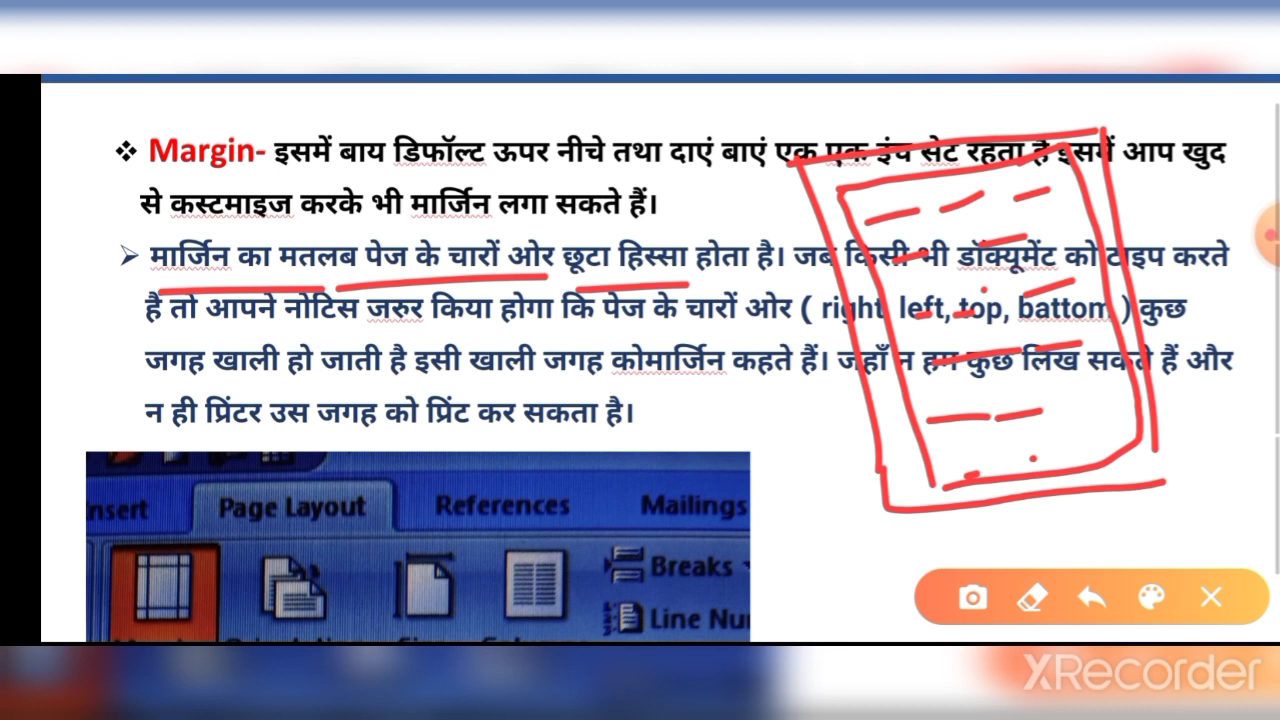 ❖ Margin- इसमें बाय डिफॉल्ट ऊपर नीचे तथा दाएं बाएं एक एक इंच सेट रहता है इसमें आप खुद
से कस्टमाइज करके भी मार्जिन लगा सकते हैं।
➢ मार्जिन का मतलब पेज के चारों ओर छूटा हिस्सा होता है। जब किसी भी डॉक्यूमेंट को टाइप करते
है तो आपने नोटिस जरुर किया होगा कि पेज के चारों ओर ( right, left, top, battom ) कुछ
जगह खाली हो जाती है इसी खाली जगह कोमार्जिन कहते हैं। जहाँ न हम कुछ लिख सकते हैं और
न ही प्रिंटर उस जगह को प्रिंट कर सकता है।
nsert Page Layout References Mailings
Breaks
Line Nu
XRecorder